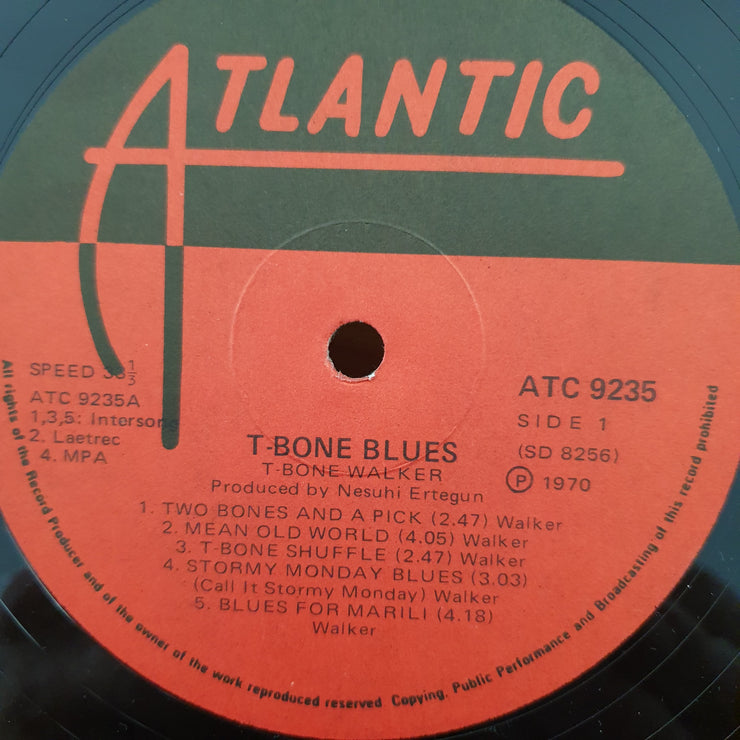 ATLANTIC
SPEED 33⅓
ATC 9235A
1,3,5: Intersong
2. Laetrec
4. MPA
ATC 9235
SIDE 1
(SD 8256)
Ⓟ 1970
T-BONE BLUES
T-BONE WALKER
Produced by Nesuhi Ertegun
1. TWO BONES AND A PICK (2.47) Walker
2. MEAN OLD WORLD (4.05) Walker
3. T-BONE SHUFFLE (2.47) Walker
4. STORMY MONDAY BLUES (3.03)
(Call It Stormy Monday) Walker
5. BLUES FOR MARILI (4.18)
Walker
All rights of the Record Producer and of the owner of the work reproduced reserved. Copying, Public Performance and Broadcasting of this record prohibited